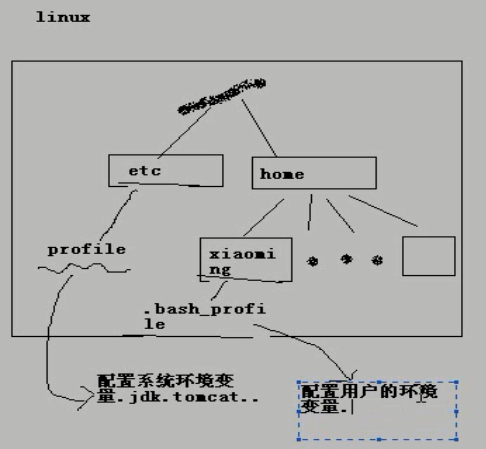 linux
etc
home
profile
xiaomi
ng
.bash_profi
le
配置系统环境变
量.jdk.tomcat..
配置用户的环境
变量.